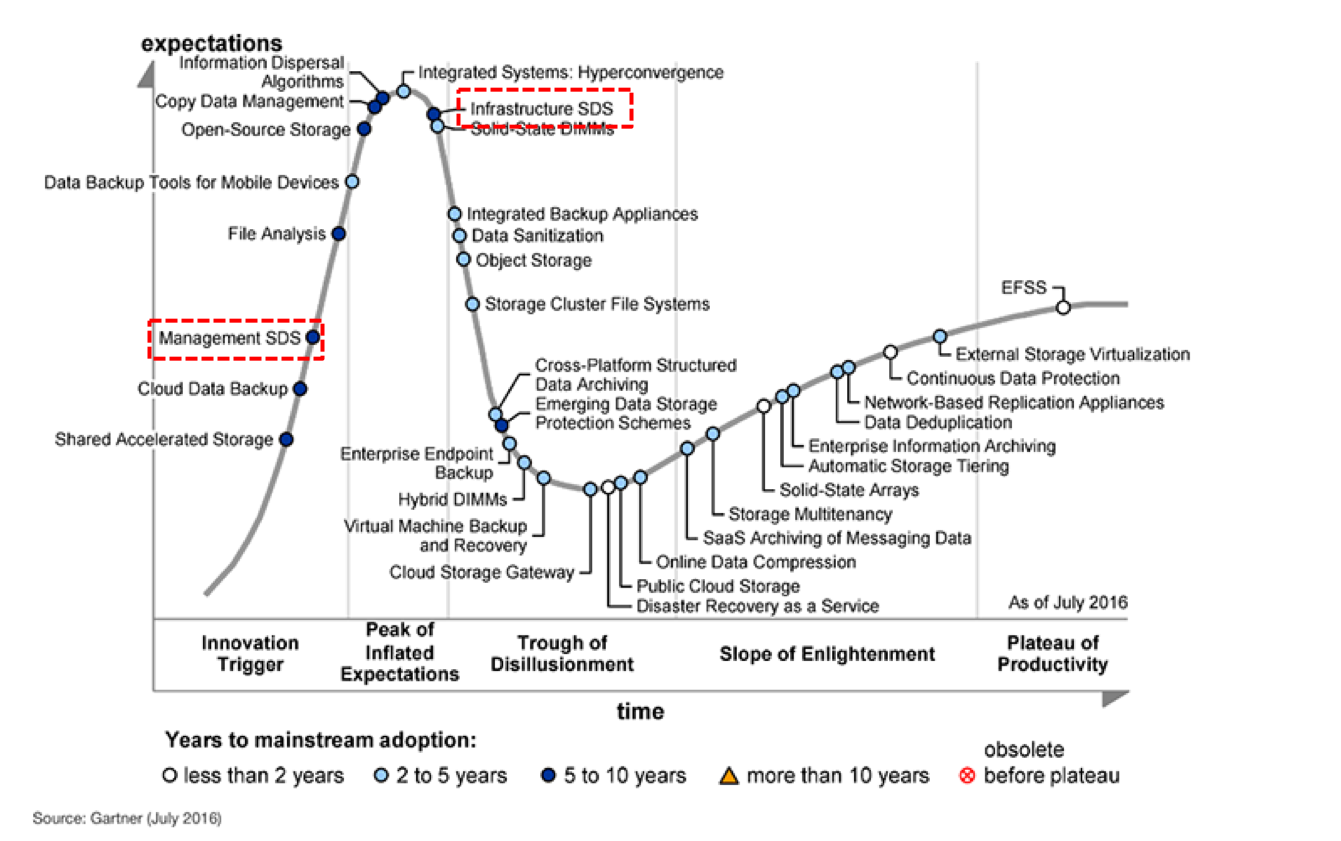 expectations
Information Dispersal
Algorithms
Integrated Systems: Hyperconvergence
Copy Data Management
Infrastructure SDS
Open-Source Storage
Solid-State DIMMs
Data Backup Tools for Mobile Devices
Integrated Backup Appliances
File Analysis
Data Sanitization
Object Storage
EFSS
Storage Cluster File Systems
Management SDS
External Storage Virtualization
Cross-Platform Structured
Data Archiving
Continuous Data Protection
Cloud Data Backup
Emerging Data Storage
Protection Schemes
Network-Based Replication Appliances
Data Deduplication
Shared Accelerated Storage
Enterprise Information Archiving
Enterprise Endpoint
Backup
Automatic Storage Tiering
Solid-State Arrays
Hybrid DIMMs
Storage Multitenancy
Virtual Machine Backup
and Recovery
SaaS Archiving of Messaging Data
Online Data Compression
Cloud Storage Gateway
Public Cloud Storage
Disaster Recovery as a Service
As of July 2016
Innovation
Trigger
Peak of
Inflated
Expectations
Trough of
Disillusionment
Slope of Enlightenment
Plateau of
Productivity
time
Years to mainstream adoption:
less than 2 years
2 to 5 years
5 to 10 years
more than 10 years
obsolete
before plateau
Source: Gartner (July 2016)